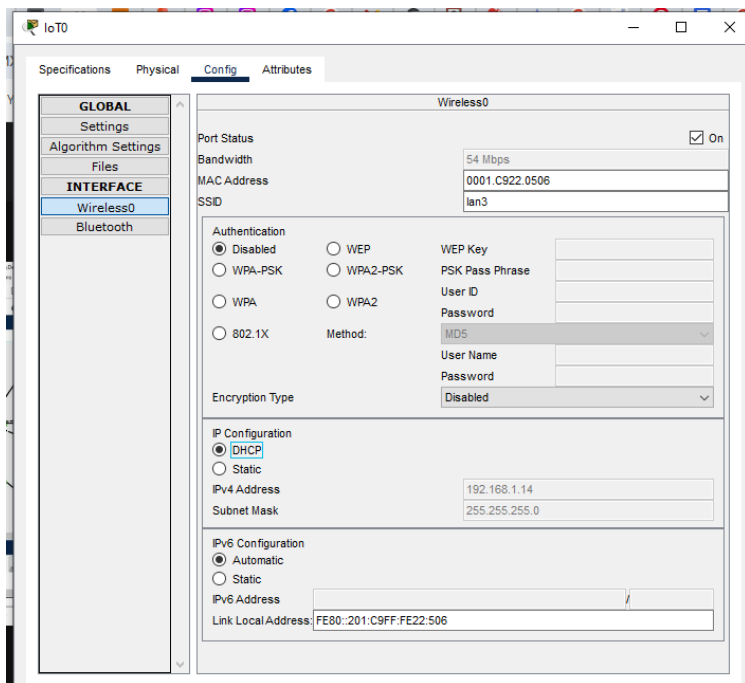 IoT0
Specifications Physical Config Attributes
GLOBAL
Settings
Algorithm Settings
Files
INTERFACE
Wireless0
Bluetooth
Wireless0
Port Status On
Bandwidth 54 Mbps
MAC Address 0001.C922.0506
SSID lan3
Authentication
Disabled WEP WEP Key
WPA-PSK WPA2-PSK PSK Pass Phrase
User ID
WPA WPA2
Password
802.1X Method: MD5
User Name
Password
Encryption Type Disabled
IP Configuration
DHCP
Static
IPv4 Address 192.168.1.14
Subnet Mask 255.255.255.0
IPv6 Configuration
Automatic
Static
IPv6 Address /
Link Local Address: FE80::201:C9FF:FE22:506